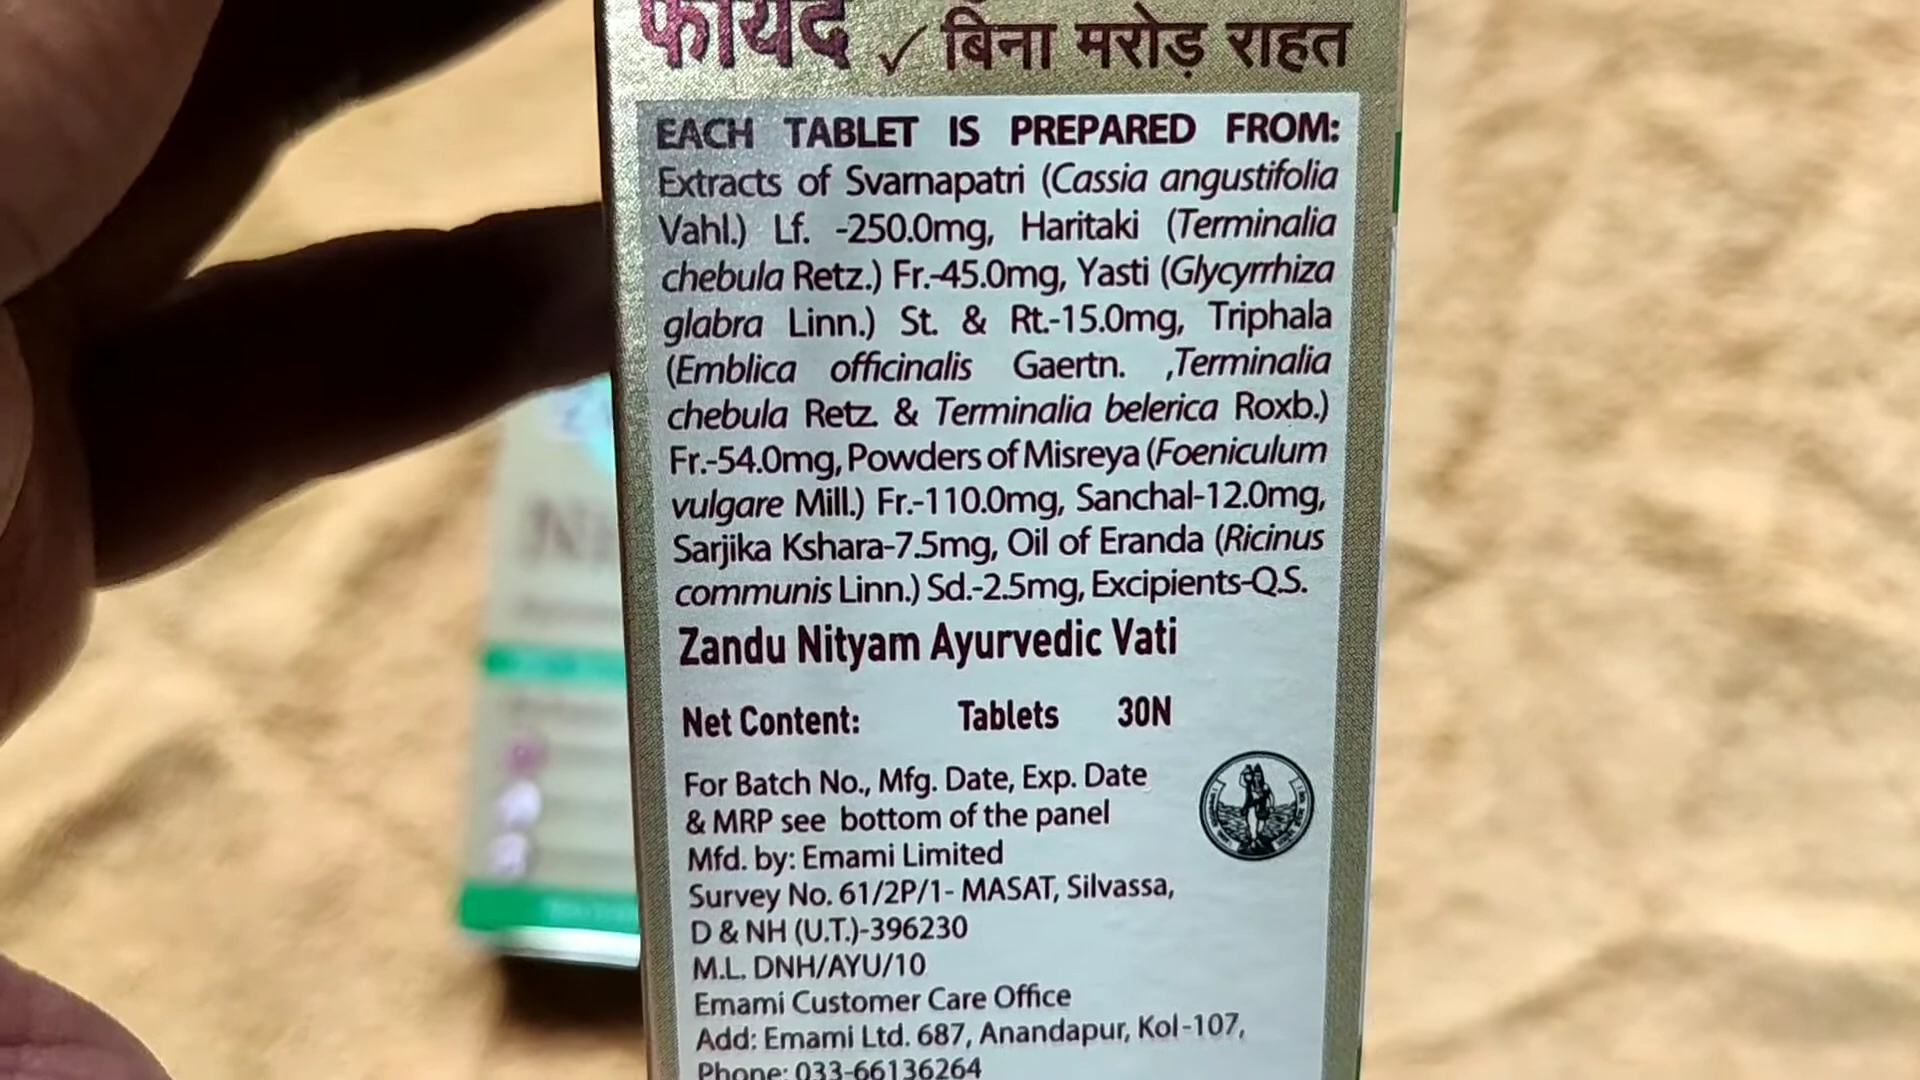 फायदे ✓ बिना मरोड़ राहत
EACH TABLET IS PREPARED FROM:
Extracts of Svarnapatri (Cassia angustifolia
Vahl.) Lf. -250.0mg, Haritaki (Terminalia
chebula Retz.) Fr.-45.0mg, Yasti (Glycyrrhiza
glabra Linn.) St. & Rt.-15.0mg, Triphala
(Emblica officinalis Gaertn. ,Terminalia
chebula Retz. & Terminalia belerica Roxb.)
Fr.-54.0mg, Powders of Misreya (Foeniculum
vulgare Mill.) Fr.-110.0mg, Sanchal-12.0mg,
Sarjika Kshara-7.5mg, Oil of Eranda (Ricinus
communis Linn.) Sd.-2.5mg, Excipients-Q.S.
Zandu Nityam Ayurvedic Vati
Net Content: Tablets 30N
For Batch No., Mfg. Date, Exp. Date
& MRP see bottom of the panel
Mfd. by: Emami Limited
Survey No. 61/2P/1- MASAT, Silvassa,
D & NH (U.T.)-396230
M.L. DNH/AYU/10
Emami Customer Care Office
Add: Emami Ltd. 687, Anandapur, Kol-107,
Phone: 033-66136264